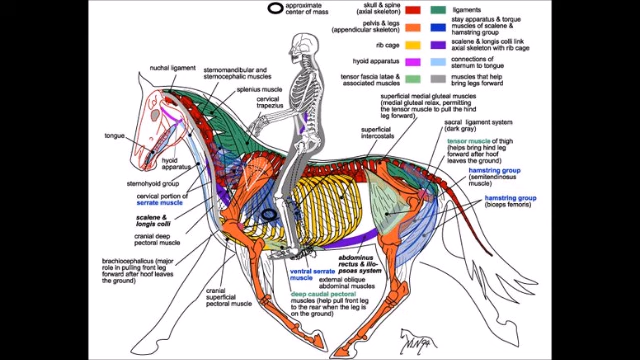 approximate
center of mass
skull & spine
(axial skeleton)
pelvis & legs
(appendicular skeleton)
rib cage
hyoid apparatus
tensor fascia latae &
associated muscles
ligaments
stay apparatus & torque
muscles of scalene &
hamstring group
scalene & longis colli link
axial skeleton with rib cage
connections of
sternum to tongue
muscles that help
bring legs forward
nuchal ligament
sternomandibular and
sternocephalic muscles
splenius muscle
cervical
trapezius
superficial medial gluteal muscles
(medial gluteal relax, permitting
the tensor muscle to pull the hind
leg forward)
superficial
intercostals
sacral ligament system
(dark gray)
tensor muscle of thigh
(helps bring hind leg
forward after hoof
leaves the ground)
hamstring group
(semitendinosus
muscle)
hamstring group
(biceps femoris)
tongue
hyoid
apparatus
sternohyoid group
cervical portion of
serrate muscle
scalene &
longis colli
cranial deep
pectoral muscle
brachiocephalicus (major
role in pulling front leg
forward after hoof leaves
the ground)
cranial
superficial
pectoral muscle
ventral serrate
muscle
abdominus
rectus & ilio-
psoas system
external oblique
abdominal muscles
deep caudal pectoral
muscles (help pull front leg
to the rear when the leg is
on the ground)